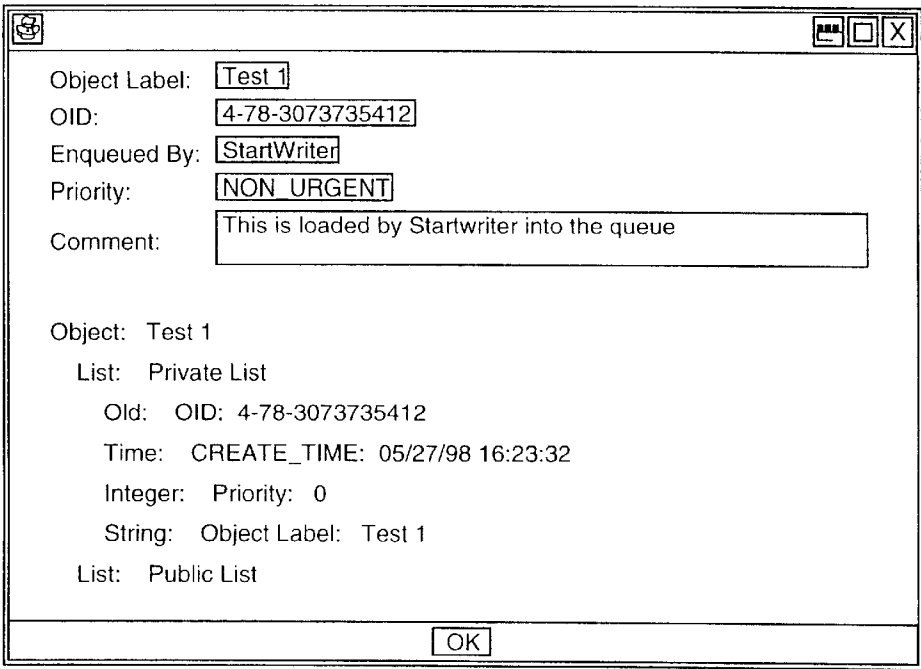 X
Object Label: Test 1
OID: 4-78-3073735412
Enqueued By: StartWriter
Priority: NON_URGENT
Comment: This is loaded by Startwriter into the queue
Object: Test 1
List: Private List
Old: OID: 4-78-3073735412
Time: CREATE_TIME: 05/27/98 16:23:32
Integer: Priority: 0
String: Object Label: Test 1
List: Public List
OK